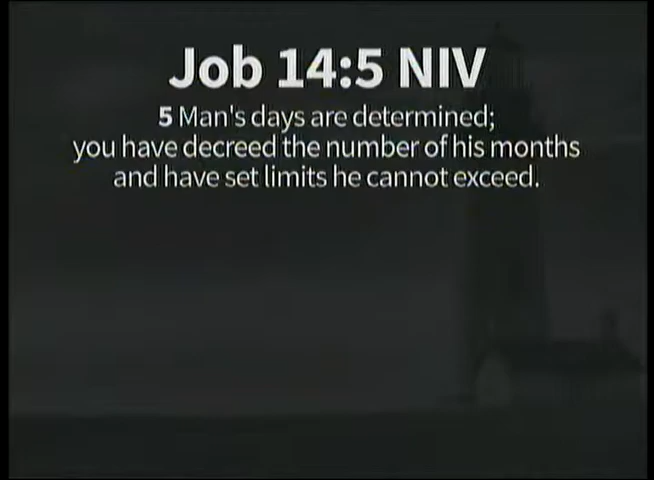 Job 14:5 NIV
5 Man's days are determined;
you have decreed the number of his months
and have set limits he cannot exceed.